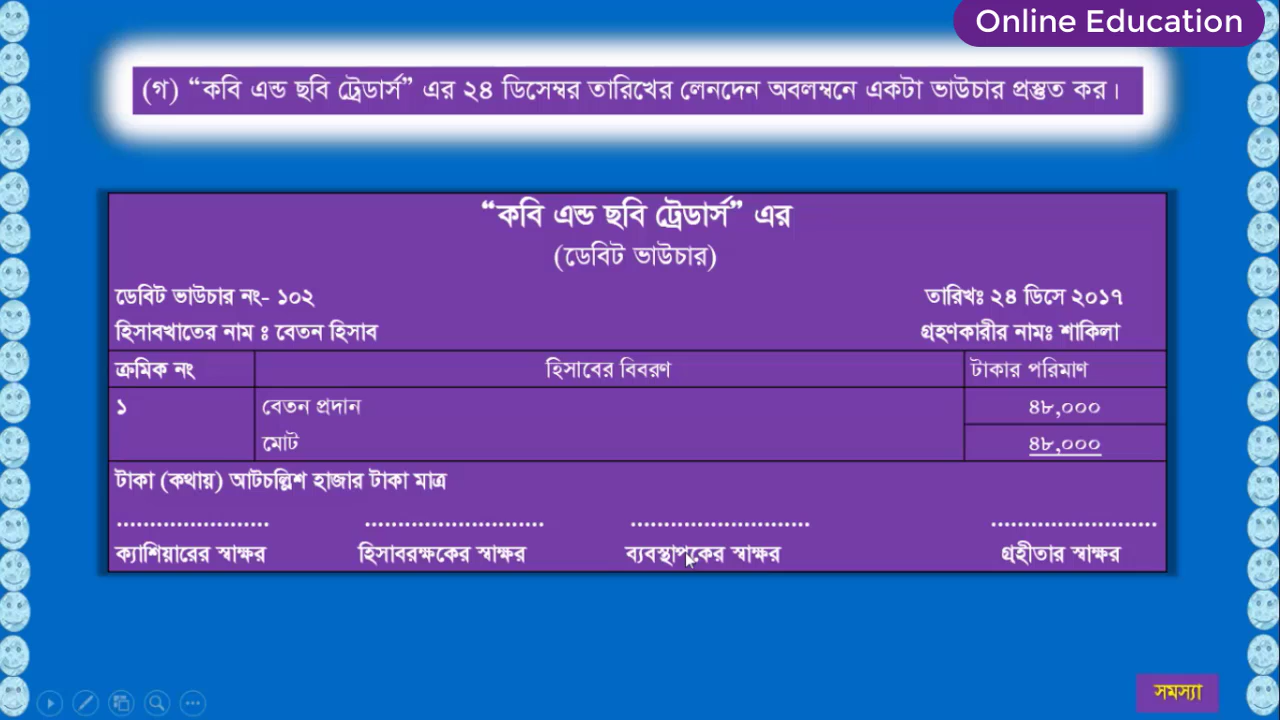 Online Education
(গ) “কবি এন্ড ছবি ট্রেডার্স” এর ২৪ ডিসেম্বর তারিখের লেনদেন অবলম্বনে একটা ভাউচার প্রস্তুত কর।
“কবি এন্ড ছবি ট্রেডার্স” এর
(ডেবিট ভাউচার)
ডেবিট ভাউচার নং- ১০২ তারিখঃ ২৪ ডিসে ২০১৭
হিসাবখাতের নাম ঃ বেতন হিসাব গ্রহণকারীর নামঃ শাকিলা
ক্রমিক নং হিসাবের বিবরণ টাকার পরিমাণ
১ বেতন প্রদান ৪৮,০০০
মোট ৪৮,০০০
টাকা (কথায়) আটচল্লিশ হাজার টাকা মাত্র
....................... ........................... ........................... .........................
ক্যাশিয়ারের স্বাক্ষর হিসাবরক্ষকের স্বাক্ষর ব্যবস্থাপকের স্বাক্ষর গ্রহীতার স্বাক্ষর
সমস্যা